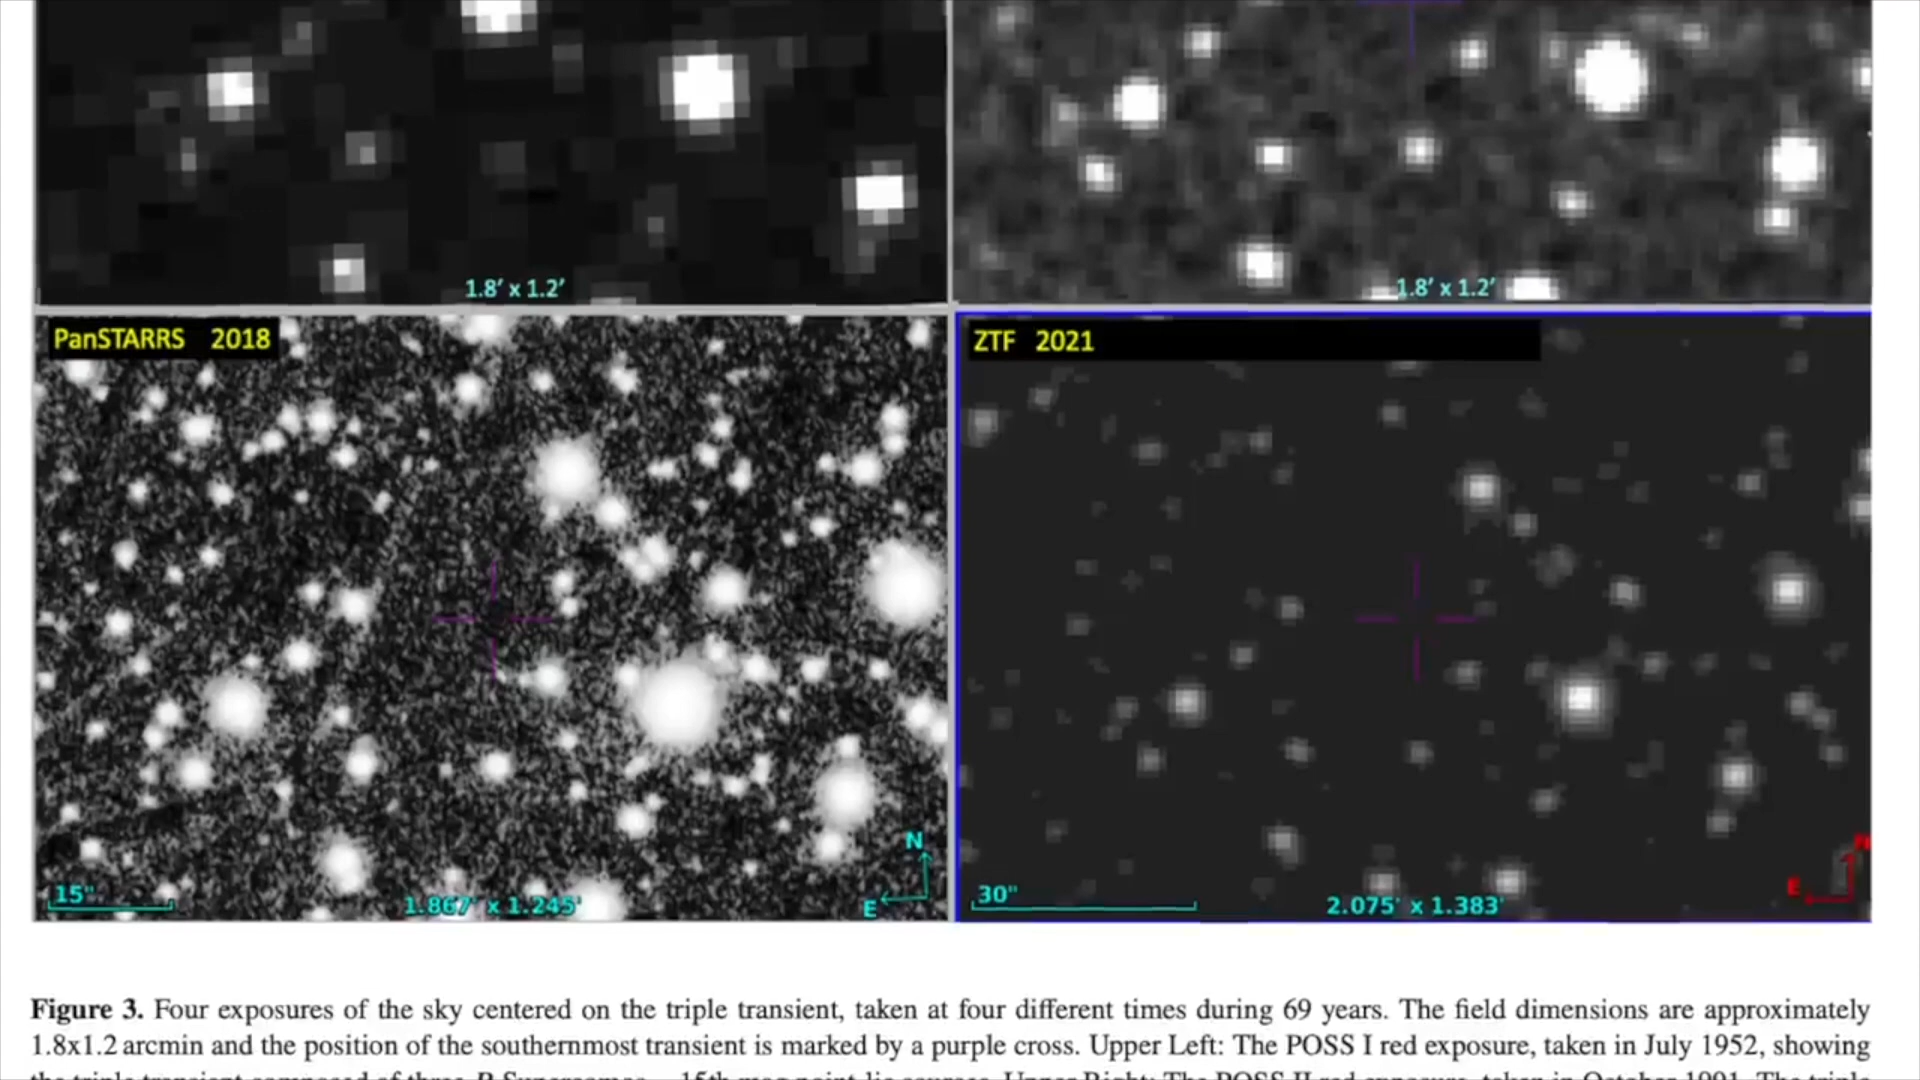 1.8' x 1.2'
1.8' x 1.2'
PanSTARRS 2018
ZTF 2021
N
N
E
15"
1.867' x 1.245'
E
30"
2.075' x 1.383'
Figure 3. Four exposures of the sky centered on the triple transient, taken at four different times during 69 years. The field dimensions are approximately
1.8x1.2 arcmin and the position of the southernmost transient is marked by a purple cross. Upper Left: The POSS I red exposure, taken in July 1952, showing